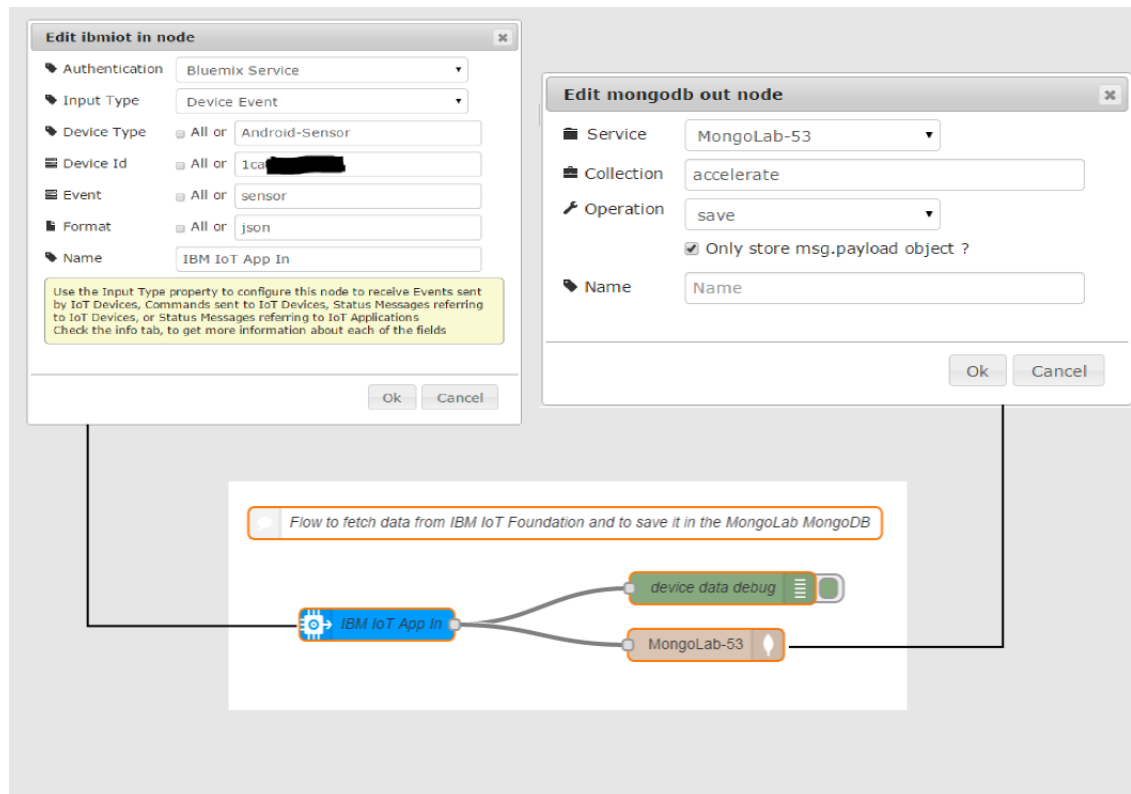 Edit ibmiot in node
Authentication Bluemix Service
Input Type Device Event
Device Type All or Android-Sensor
Device Id All or 1ca
Event All or sensor
Format All or json
Name IBM IoT App In
Use the Input Type property to configure this node to receive Events sent
by IoT Devices, Commands sent to IoT Devices, Status Messages referring
to IoT Devices, or Status Messages referring to IoT Applications
Check the info tab, to get more information about each of the fields
Ok Cancel
Edit mongodb out node
Service MongoLab-53
Collection accelerate
Operation save
Only store msg.payload object ?
Name Name
Ok Cancel
Flow to fetch data from IBM IoT Foundation and to save it in the MongoLab MongoDB
device data debug
IBM IoT App In
MongoLab-53